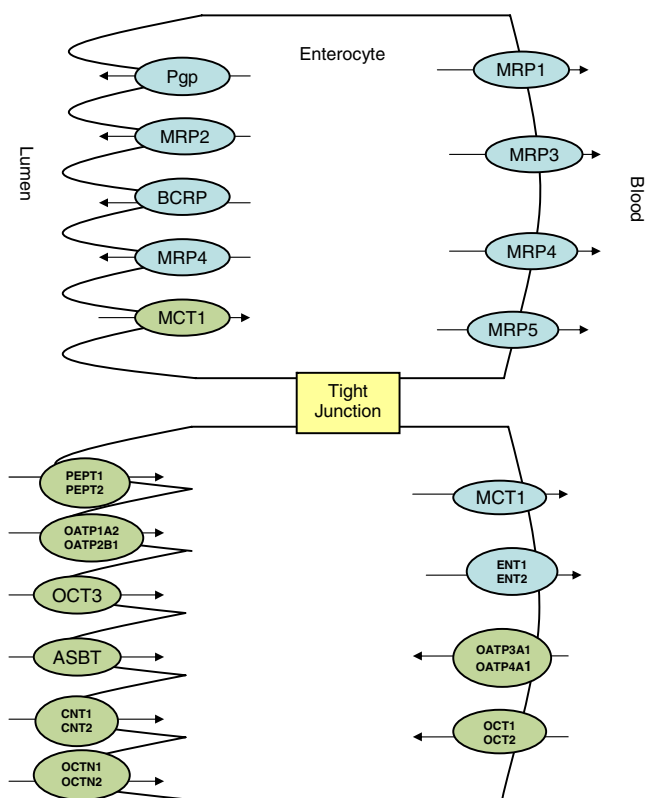 Enterocyte
Lumen
Blood
Pgp
MRP2
BCRP
MRP4
MCT1
MRP1
MRP3
MRP4
MRP5
Tight
Junction
PEPT1
PEPT2
OATP1A2
OATP2B1
OCT3
ASBT
CNT1
CNT2
OCTN1
OCTN2
MCT1
ENT1
ENT2
OATP3A1
OATP4A1
OCT1
OCT2